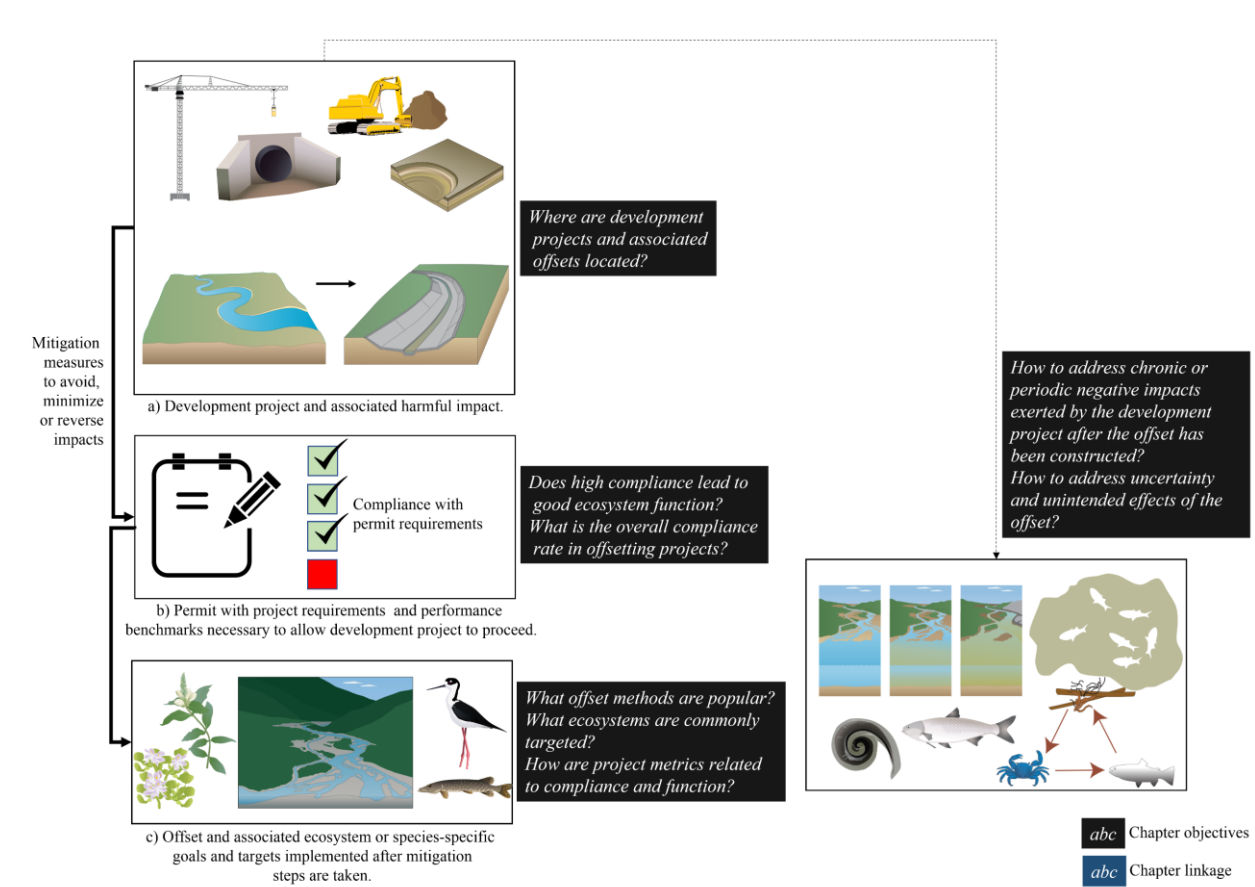 Where are development
projects and associated
offsets located?
Mitigation
measures
to avoid,
minimize
or reverse
impacts
a) Development project and associated harmful impact.
How to address chronic or
periodic negative impacts
exerted by the development
project after the offset has
been constructed?
How to address uncertainty
and unintended effects of the
offset?
Compliance with
permit requirements
Does high compliance lead to
good ecosystem function?
What is the overall compliance
rate in offsetting projects?
b) Permit with project requirements and performance
benchmarks necessary to allow development project to proceed.
What offset methods are popular?
What ecosystems are commonly
targeted?
How are project metrics related
to compliance and function?
c) Offset and associated ecosystem or species-specific
goals and targets implemented after mitigation
steps are taken.
abc Chapter objectives
abc Chapter linkage